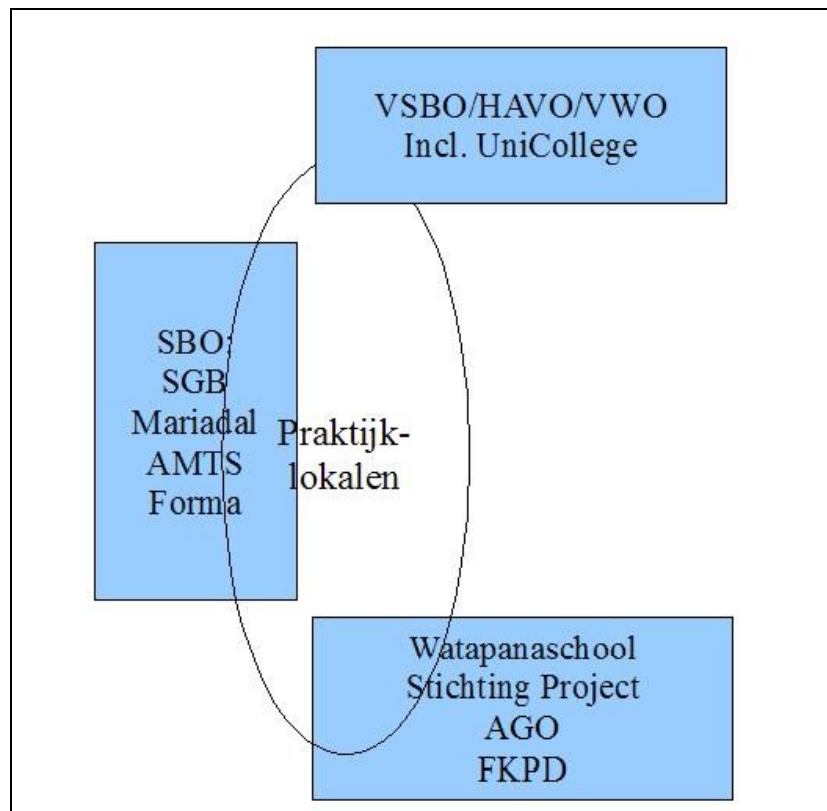 VSBO/HAVO/VWO
Incl. UniCollege
SBO:
SGB
Mariadal
AMTS
Forma
Praktijk-
lokalen
Watapanaschool
Stichting Project
AGO
FKPD